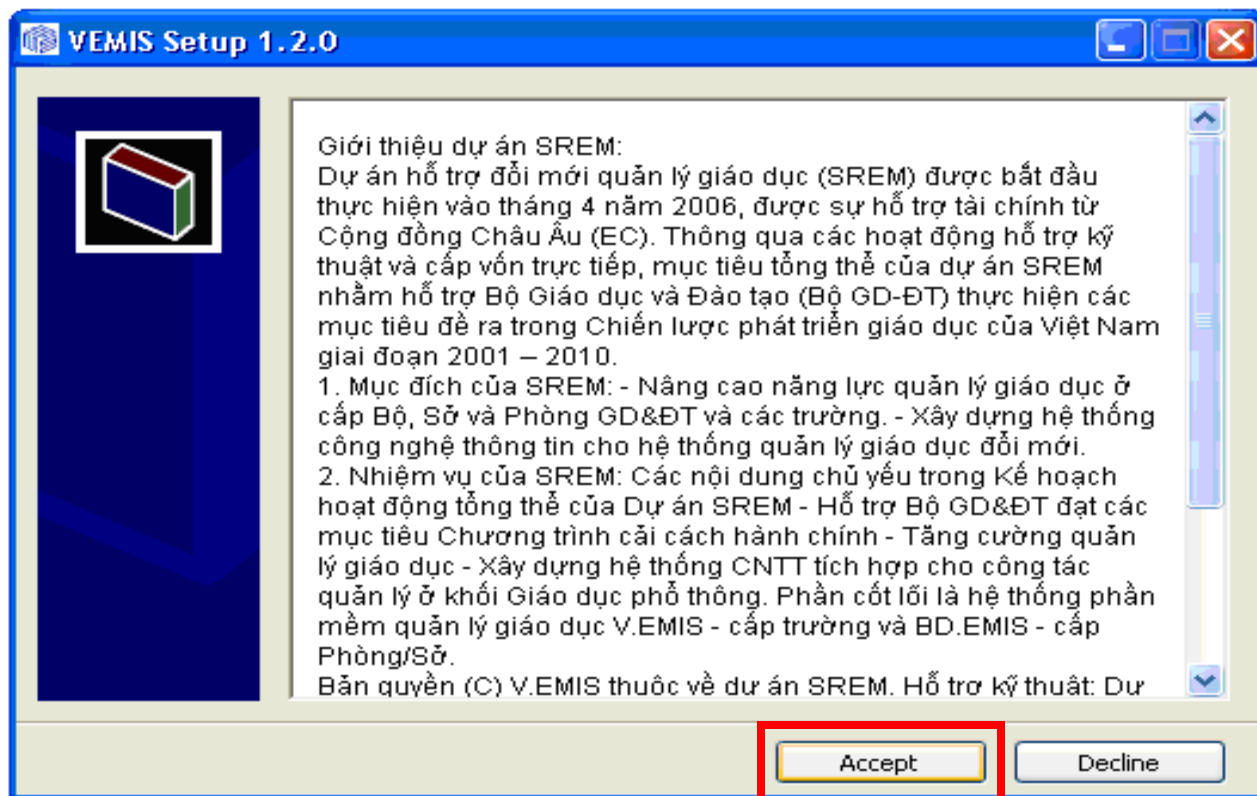 VEMIS Setup 1.2.0
Giới thiệu dự án SREM:
Dự án hỗ trợ đổi mới quản lý giáo dục (SREM) được bắt đầu
thực hiện vào tháng 4 năm 2006, được sự hỗ trợ tài chính từ
Cộng đồng Châu Âu (EC). Thông qua các hoạt động hỗ trợ kỹ
thuật và cấp vốn trực tiếp, mục tiêu tổng thể của dự án SREM
nhằm hỗ trợ Bộ Giáo dục và Đào tạo (Bộ GD-ĐT) thực hiện các
mục tiêu đề ra trong Chiến lược phát triển giáo dục của Việt Nam
giai đoạn 2001 – 2010.
1. Mục đích của SREM: - Nâng cao năng lực quản lý giáo dục ở
cấp Bộ, Sở và Phòng GD&ĐT và các trường. - Xây dựng hệ thống
công nghệ thông tin cho hệ thống quản lý giáo dục đổi mới.
2. Nhiệm vụ của SREM: Các nội dung chủ yếu trong Kế hoạch
hoạt động tổng thể của Dự án SREM - Hỗ trợ Bộ GD&ĐT đạt các
mục tiêu Chương trình cải cách hành chính - Tăng cường quản
lý giáo dục - Xây dựng hệ thống CNTT tích hợp cho công tác
quản lý ở khối Giáo dục phổ thông. Phần cốt lõi là hệ thống phần
mềm quản lý giáo dục V.EMIS - cấp trường và BD.EMIS - cấp
Phòng/Sở.
Bản quyền (C) V.EMIS thuộc về dự án SREM. Hỗ trợ kỹ thuật: Dự
Accept
Decline